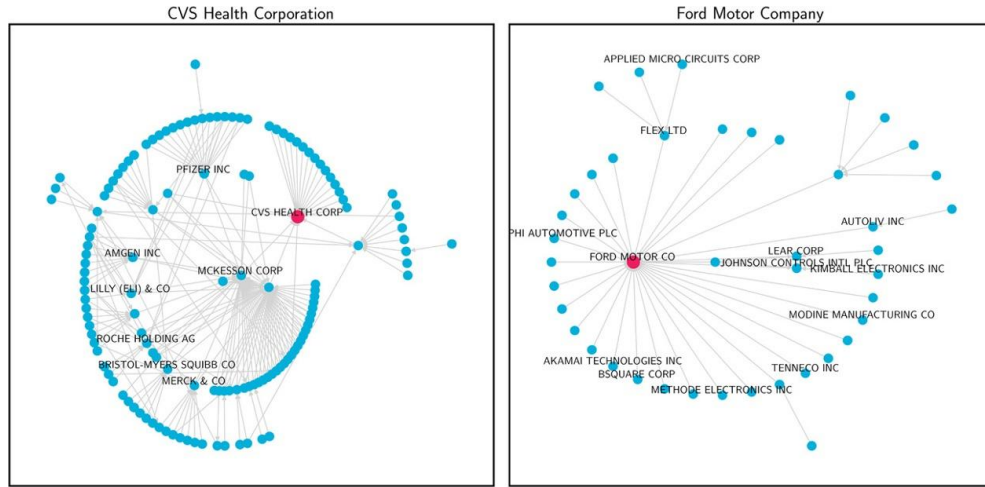 CVS Health Corporation
PFIZER INC
CVS HEALTH CORP
AMGEN INC
MCKESSON CORP
LILLY (ELI) & CO
ROCHE HOLDING AG
BRISTOL-MYERS SQUIBB CO
MERCK & CO
Ford Motor Company
APPLIED MICRO CIRCUITS CORP
FLEX LTD
AUTOLIV INC
PHI AUTOMOTIVE PLC
LEAR CORP
FORD MOTOR CO
JOHNSON CONTROLS INTL PLC
KIMBALL ELECTRONICS INC
MODINE MANUFACTURING CO
AKAMAI TECHNOLOGIES INC
TENNECO INC
BSQUARE CORP
METHODE ELECTRONICS INC